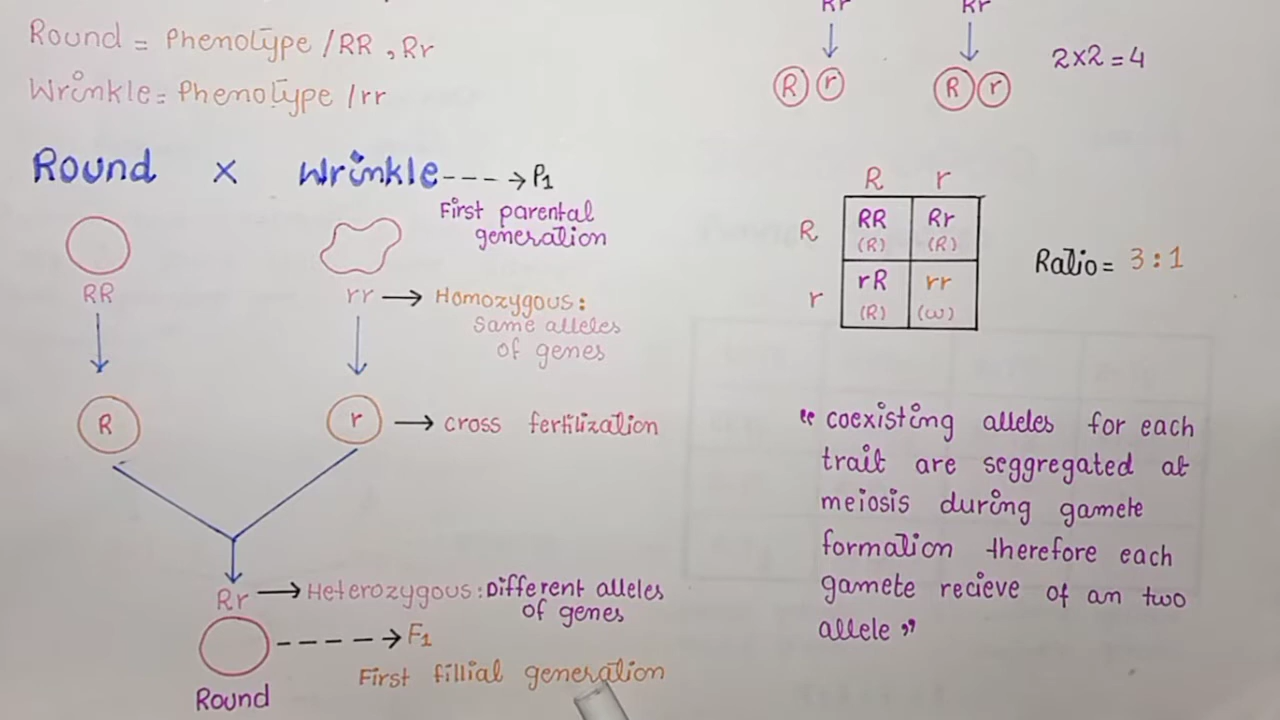 Round = Phenotype / RR , Rr
Wrinkle = Phenotype / rr
Round x Wrinkle ----> P1
First parental
generation
RR
rr → Homozygous:
Same alleles
of genes
R
r → cross fertilization
Rr → Heterozygous: Different alleles
of genes
----> F1
First fillial generation
Round
Rr Rr
R r R r
2x2=4
R r
R RR Rr
(R) (R)
r rR rr
(R) (w)
Ratio = 3:1
“ coexisting alleles for each
trait are seggregated at
meiosis during gamete
formation therefore each
gamete recieve of an two
allele ”